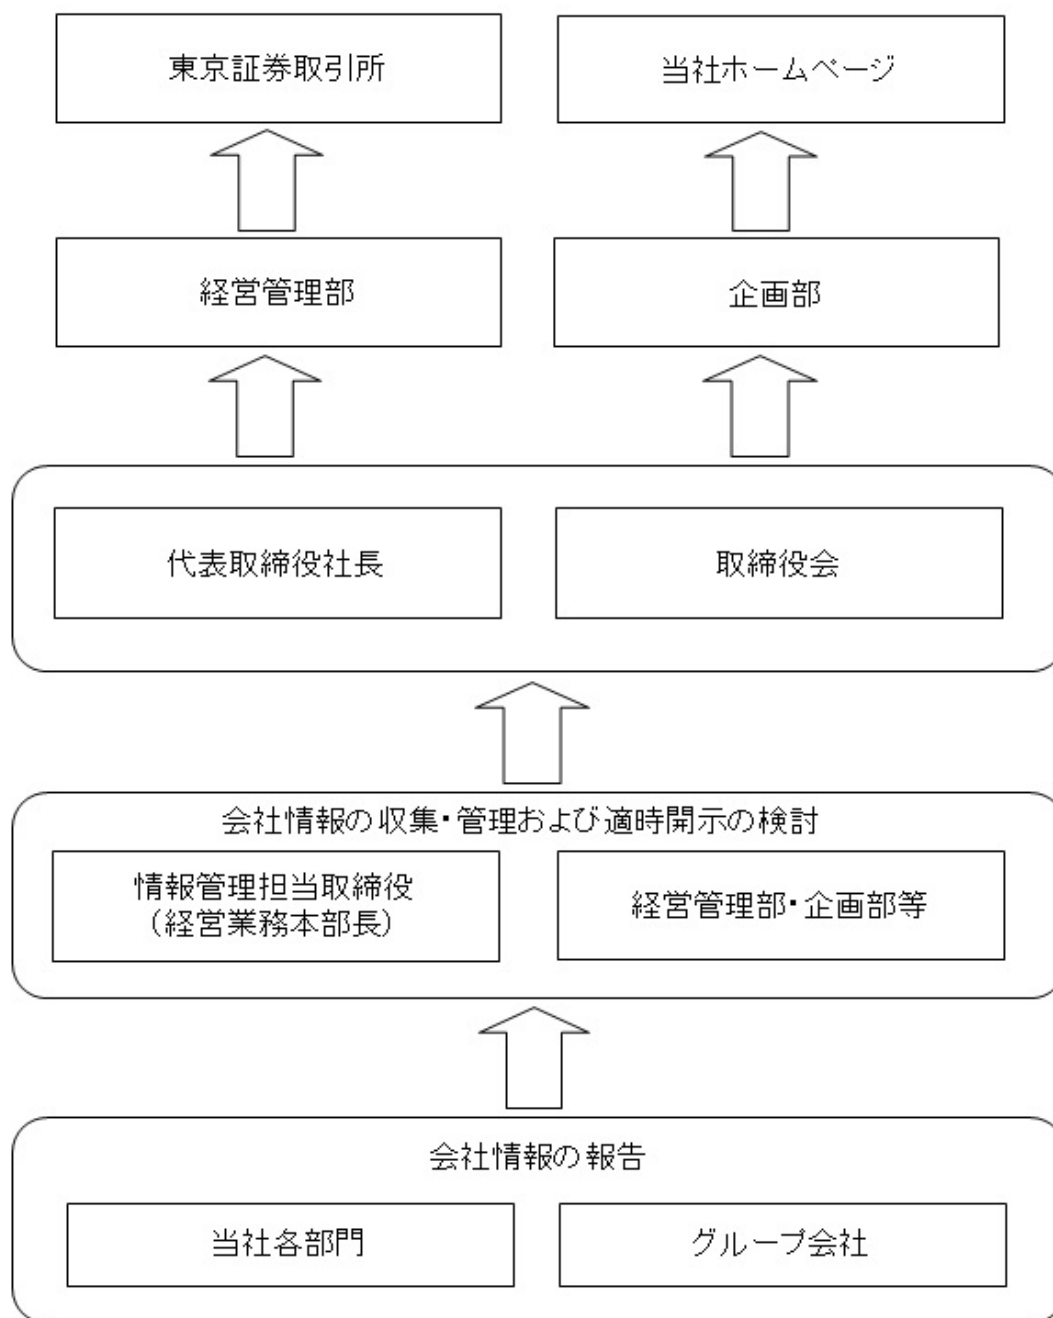 東京証券取引所
当社ホームページ
経営管理部
企画部
代表取締役社長
取締役会
会社情報の収集・管理および適時開示の検討
情報管理担当取締役
（経営業務本部長）
経営管理部・企画部等
会社情報の報告
当社各部門
グループ会社